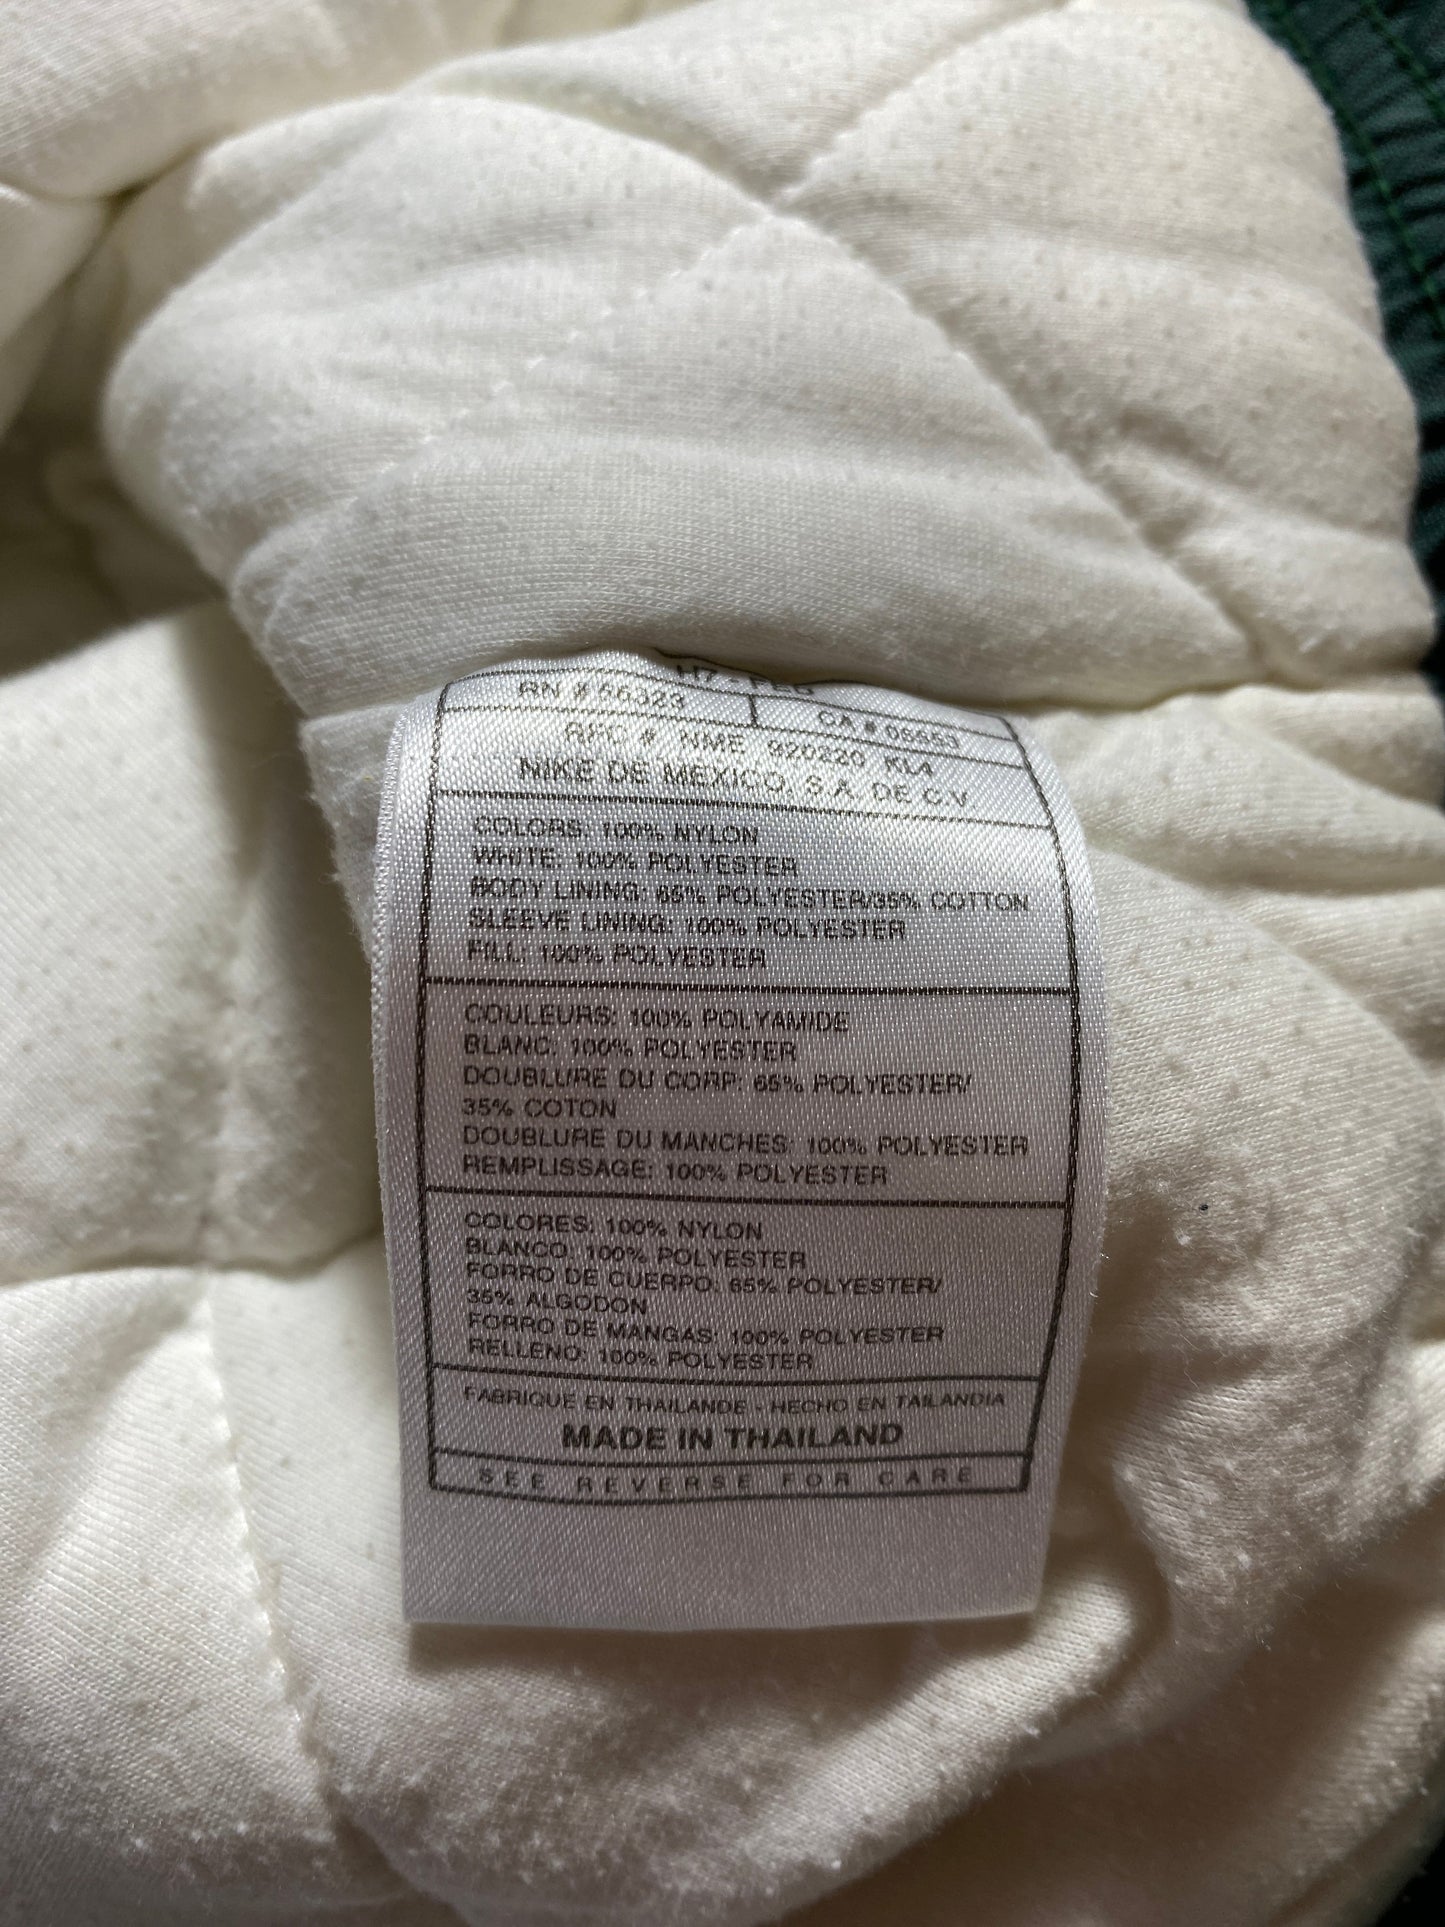 RN # 56323 CA # 05553
RFC # NME 920220 KL4
NIKE DE MEXICO, S.A. DE C.V
COLORS: 100% NYLON
WHITE: 100% POLYESTER
BODY LINING: 65% POLYESTER/35% COTTON
SLEEVE LINING: 100% POLYESTER
FILL: 100% POLYESTER
COULEURS: 100% POLYAMIDE
BLANC: 100% POLYESTER
DOUBLURE DU CORP: 65% POLYESTER/
35% COTON
DOUBLURE DU MANCHES: 100% POLYESTER
REMPLISSAGE: 100% POLYESTER
COLORES: 100% NYLON
BLANCO: 100% POLYESTER
FORRO DE CUERPO: 65% POLYESTER/
35% ALGODON
FORRO DE MANGAS: 100% POLYESTER
RELLENO: 100% POLYESTER
FABRIQUE EN THAILANDE - HECHO EN TAILANDIA
MADE IN THAILAND
SEE REVERSE FOR CARE